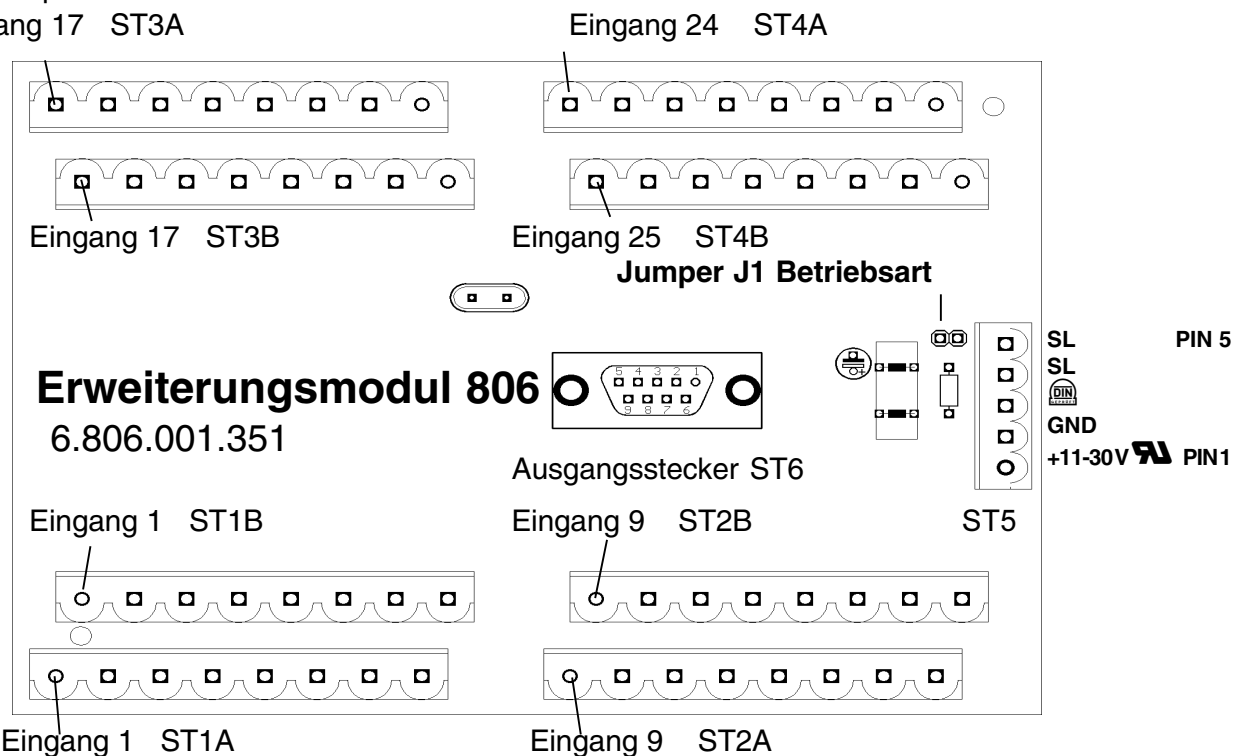 ang 17 ST3A
Eingang 24 ST4A
Eingang 17 ST3B
Eingang 25 ST4B
Jumper J1 Betriebsart
SL PIN 5
SL
DIN
GND
+11-30V PIN1
5 4 3 2 1
9 8 7 6
Erweiterungsmodul 806
6.806.001.351
Ausgangsstecker ST6
Eingang 1 ST1B
Eingang 9 ST2B
ST5
Eingang 1 ST1A
Eingang 9 ST2A